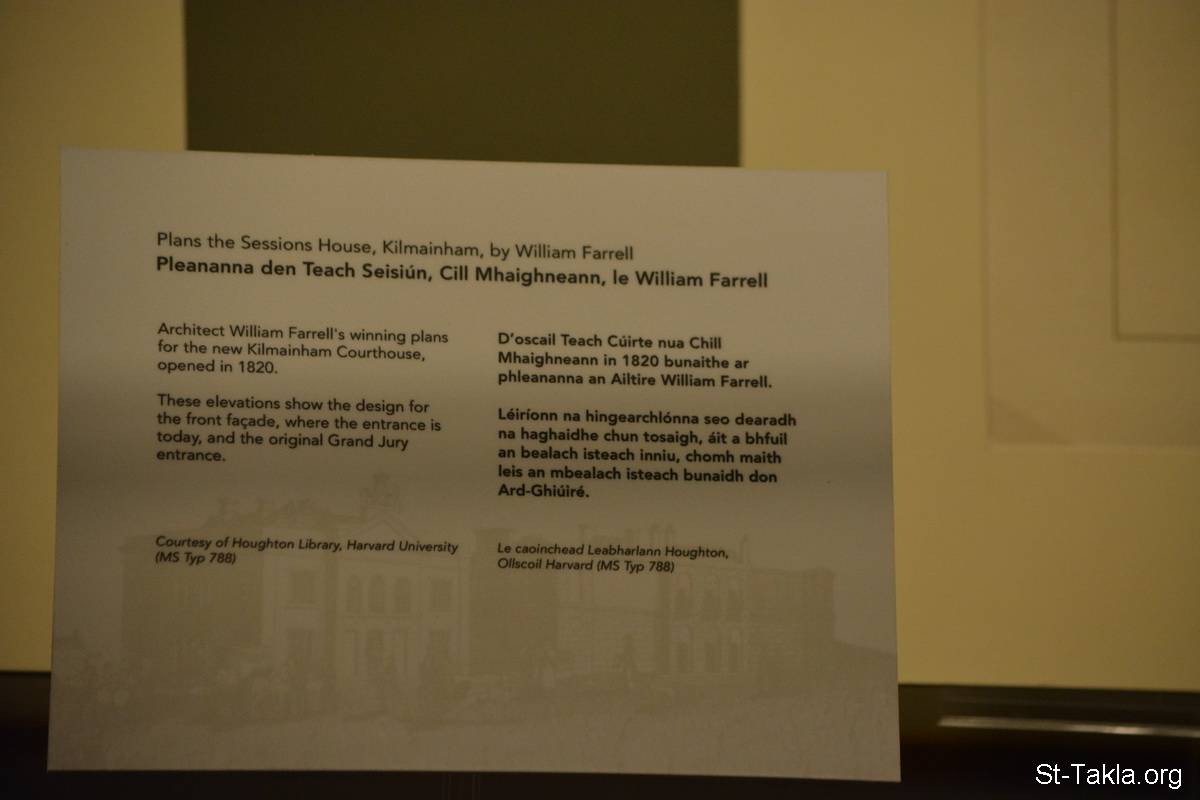 Plans the Sessions House, Kilmainham, by William Farrell
Pleananna den Teach Seisiún, Cill Mhaighneann, le William Farrell
Architect William Farrell's winning plans
for the new Kilmainham Courthouse,
opened in 1820.
These elevations show the design for
the front façade, where the entrance is
today, and the original Grand Jury
entrance.
Courtesy of Houghton Library, Harvard University
(MS Typ 788)
D'oscail Teach Cúirte nua Chill
Mhaighneann in 1820 bunaithe ar
phleananna an Ailtire William Farrell.
Léiríonn na hingearchlónna seo dearadh
na haghaidhe chun tosaigh, áit a bhfuil
an bealach isteach inniu, chomh maith
leis an mbealach isteach bunaidh don
Ard-Ghiúiré.
Le caoinchead Leabharlann Houghton,
Ollscoil Harvard (MS Typ 788)
St-Takla.org